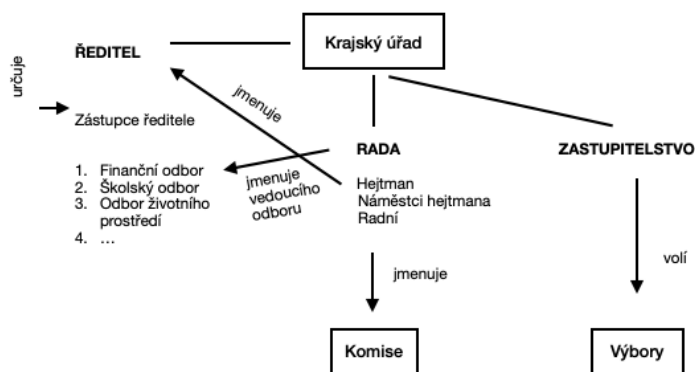 Krajský úřad
ŘEDITEL
určuje
jmenuje
Zástupce ředitele
RADA
ZASTUPITELSTVO
1. Finanční odbor
2. Školský odbor
3. Odbor životního
prostředí
4. ...
jmenuje
vedoucího
odboru
Hejtman
Náměstci hejtmana
Radní
volí
jmenuje
Komise
Výbory